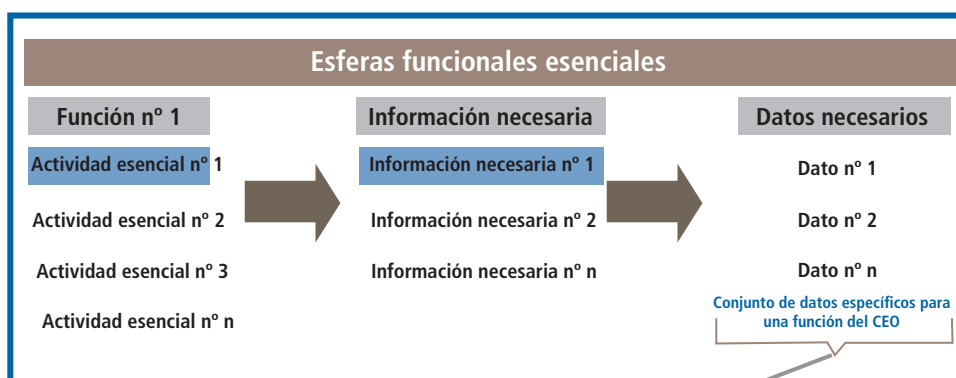 Esferas funcionales esenciales
Función nº 1
Información necesaria
Datos necesarios
Actividad esencial nº 1
Información necesaria nº 1
Dato nº 1
Actividad esencial nº 2
Información necesaria nº 2
Dato nº 2
Actividad esencial nº 3
Información necesaria nº n
Dato nº n
Actividad esencial nº n
Conjunto de datos específicos para
una función del CEO